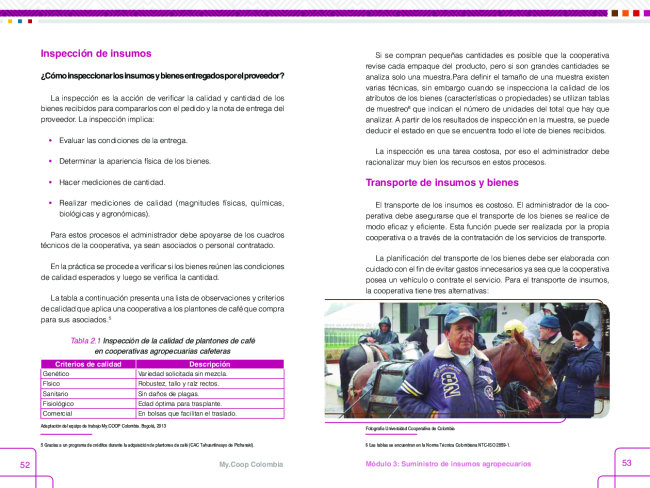 Inspección de insumos
¿Cómo inspeccionar los insumos y bienes entregados por el proveedor?
La inspección es la acción de verificar la calidad y cantidad de los
bienes recibidos para compararlos con el pedido y la nota de entrega del
proveedor. La inspección implica:
• Evaluar las condiciones de la entrega.
• Determinar la apariencia física de los bienes.
• Hacer mediciones de cantidad.
• Realizar mediciones de calidad (magnitudes físicas, químicas,
biológicas y agronómicas).
Para estos procesos el administrador debe apoyarse de los cuadros
técnicos de la cooperativa, ya sean asociados o personal contratado.
En la práctica se procede a verificar si los bienes reúnen las condiciones
de calidad esperados y luego se verifica la cantidad.
La tabla a continuación presenta una lista de observaciones y criterios
de calidad que aplica una cooperativa a los plantones de café que compra
para sus asociados.5
Tabla 2.1 Inspección de la calidad de plantones de café
en cooperativas agropecuarias cafeteras
Criterios de calidad Descripción
Genético Variedad solicitada sin mezcla.
Físico Robustez, tallo y raíz rectos.
Sanitario Sin daños de plagas.
Fisiológico Edad óptima para trasplante.
Comercial En bolsas que facilitan el traslado.
Adaptación del equipo de trabajo My.COOP Colombia. Bogotá, 2013
5 Gracias a un programa de créditos durante la adquisición de plantones de café (CAC Tahuantinsuyo de Pichanaki).
52
My.Coop Colombia
Si se compran pequeñas cantidades es posible que la cooperativa
revise cada empaque del producto, pero si son grandes cantidades se
analiza solo una muestra.Para definir el tamaño de una muestra existen
varias técnicas, sin embargo cuando se inspecciona la calidad de los
atributos de los bienes (características o propiedades) se utilizan tablas
de muestreo6 que indican el número de unidades del total que hay que
analizar. A partir de los resultados de inspección en la muestra, se puede
deducir el estado en que se encuentra todo el lote de bienes recibidos.
La inspección es una tarea costosa, por eso el administrador debe
racionalizar muy bien los recursos en estos procesos.
Transporte de insumos y bienes
El transporte de los insumos es costoso. El administrador de la coo-
perativa debe asegurarse que el transporte de los bienes se realice de
modo eficaz y eficiente. Esta función puede ser realizada por la propia
cooperativa o a través de la contratación de los servicios de transporte.
La planificación del transporte de los bienes debe ser elaborada con
cuidado con el fin de evitar gastos innecesarios ya sea que la cooperativa
posea un vehículo o contrate el servicio. Para el transporte de insumos,
la cooperativa tiene tres alternativas:
Fotografía Universidad Cooperativa de Colombia
6 Las tablas se encuentran en la Norma Técnica Colombiana NTC-ISO 2859-1.
Módulo 3: Suministro de insumos agropecuarios
53